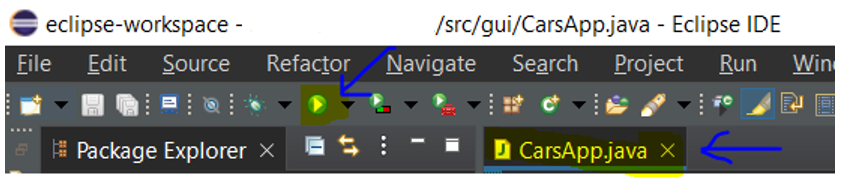 eclipse-workspace - /src/gui/CarsApp.java - Eclipse IDE
File Edit Source Refactor Navigate Search Project Run
Package Explorer CarsApp.java